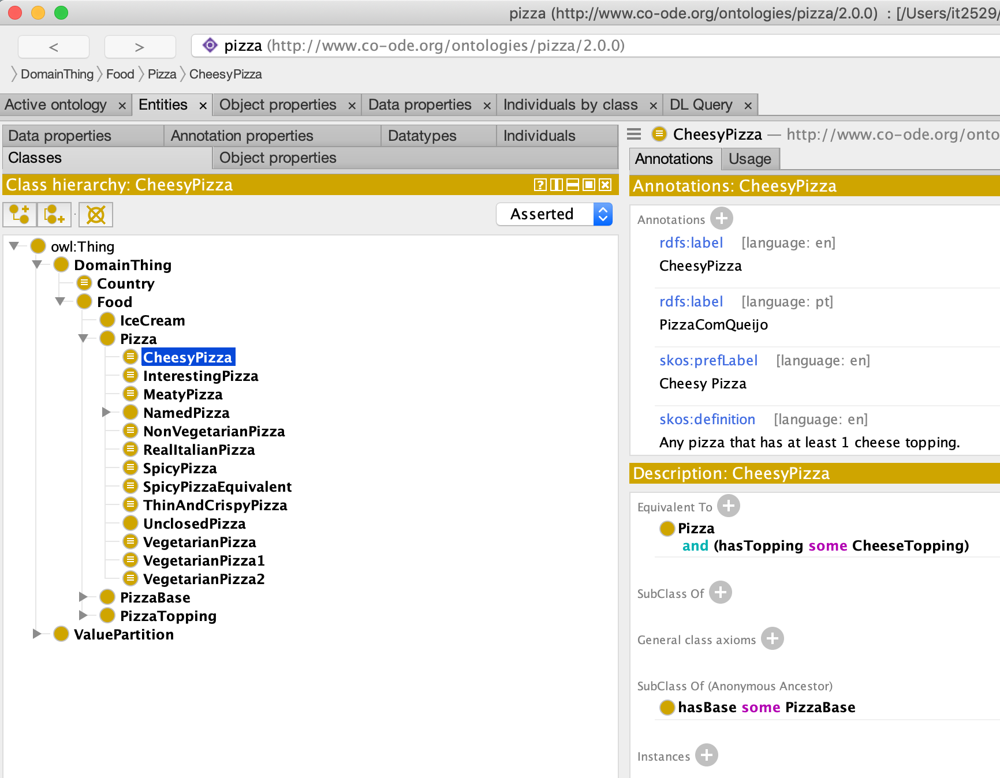 pizza (http://www.co-ode.org/ontologies/pizza/2.0.0) : [/Users/it2529/
< > pizza (http://www.co-ode.org/ontologies/pizza/2.0.0)
DomainThing Food Pizza CheesyPizza
Active ontology × Entities × Object properties × Data properties × Individuals by class × DL Query ×
Data properties Annotation properties Datatypes Individuals
Classes Object properties
Class hierarchy: CheesyPizza
Asserted
owl:Thing
DomainThing
Country
Food
IceCream
Pizza
CheesyPizza
InterestingPizza
MeatyPizza
NamedPizza
NonVegetarianPizza
RealItalianPizza
SpicyPizza
SpicyPizzaEquivalent
ThinAndCrispyPizza
UnclosedPizza
VegetarianPizza
VegetarianPizza1
VegetarianPizza2
PizzaBase
PizzaTopping
ValuePartition
CheesyPizza — http://www.co-ode.org/onto
Annotations Usage
Annotations: CheesyPizza
Annotations
rdfs:label [language: en]
CheesyPizza
rdfs:label [language: pt]
PizzaComQueijo
skos:prefLabel [language: en]
Cheesy Pizza
skos:definition [language: en]
Any pizza that has at least 1 cheese topping.
Description: CheesyPizza
Equivalent To
Pizza
and (hasTopping some CheeseTopping)
SubClass Of
General class axioms
SubClass Of (Anonymous Ancestor)
hasBase some PizzaBase
Instances